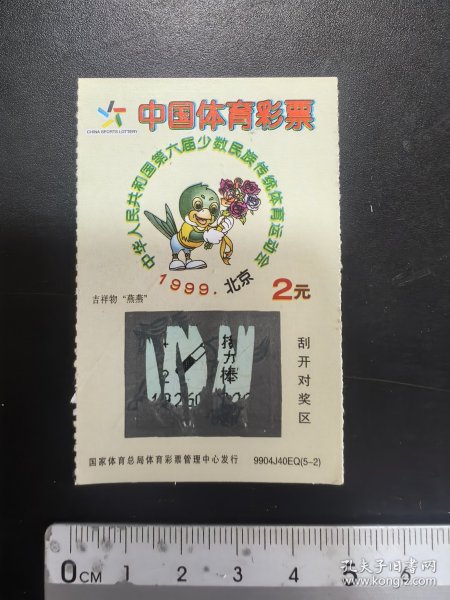 中国体育彩票
CHINA SPORTS LOTTERY
中华人民共和国第六届少数民族传统体育运动会
1999.北京
吉祥物 “燕燕”
2元
接力棒
刮开对奖区
国家体育总局体育彩票管理中心发行 9904J40EQ(5-2)
0CM 1 2 3 4 5 6
孔夫子旧书网
www.kongfz.com